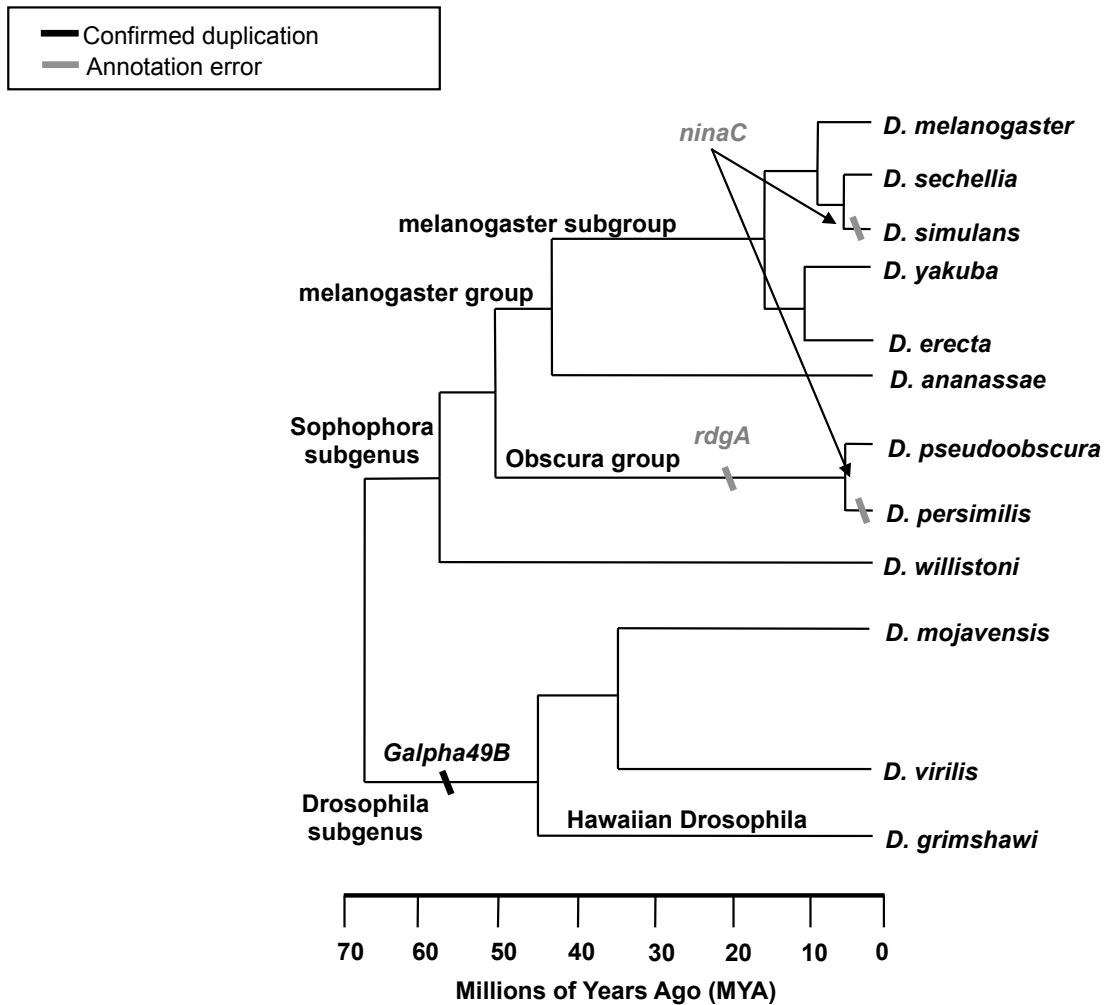 Confirmed duplication
Annotation error
ninaC
D. melanogaster
D. sechellia
D. simulans
melanogaster subgroup
D. yakuba
melanogaster group
D. erecta
D. ananassae
Sophophora
subgenus
rdgA
Obscura group
D. pseudoobscura
D. persimilis
D. willistoni
D. mojavensis
Galpha49B
D. virilis
Drosophila
subgenus
Hawaiian Drosophila
D. grimshawi
70 60 50 40 30 20 10 0
Millions of Years Ago (MYA)